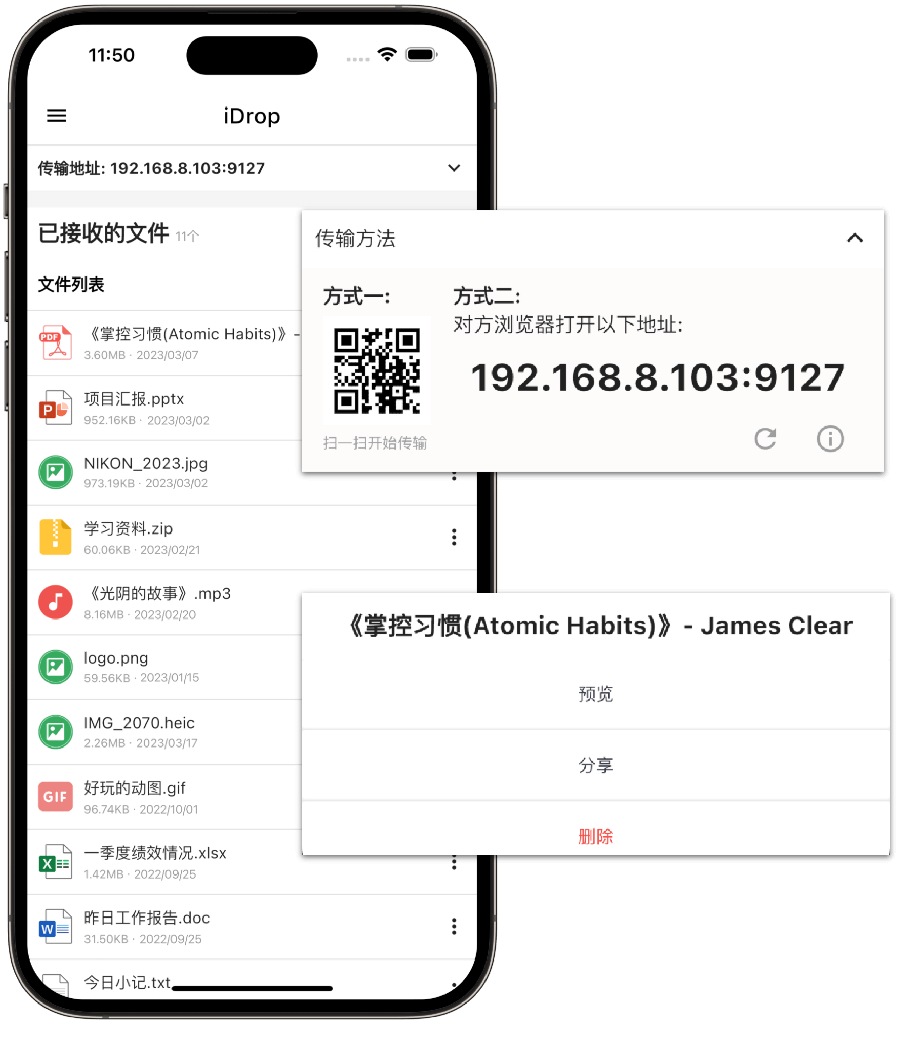 11:50
iDrop
传输地址: 192.168.8.103:9127
已接收的文件 11个
文件列表
《掌控习惯(Atomic Habits)》-
3.60MB · 2023/03/07
项目汇报.pptx
952.16KB · 2023/03/02
NIKON_2023.jpg
973.19KB · 2023/03/02
学习资料.zip
60.06KB · 2023/02/21
《光阴的故事》.mp3
8.16MB · 2023/02/20
logo.png
59.56KB · 2023/01/15
IMG_2070.heic
2.26MB · 2023/03/17
好玩的动图.gif
96.74KB · 2022/10/01
一季度绩效情况.xlsx
1.42MB · 2022/09/25
昨日工作报告.doc
31.50KB · 2022/09/25
今日小记.txt
PDF
P
GIF
X
W
传输方法
方式一:
扫一扫开始传输
方式二:
对方浏览器打开以下地址:
192.168.8.103:9127
《掌控习惯(Atomic Habits)》- James Clear
预览
分享
删除